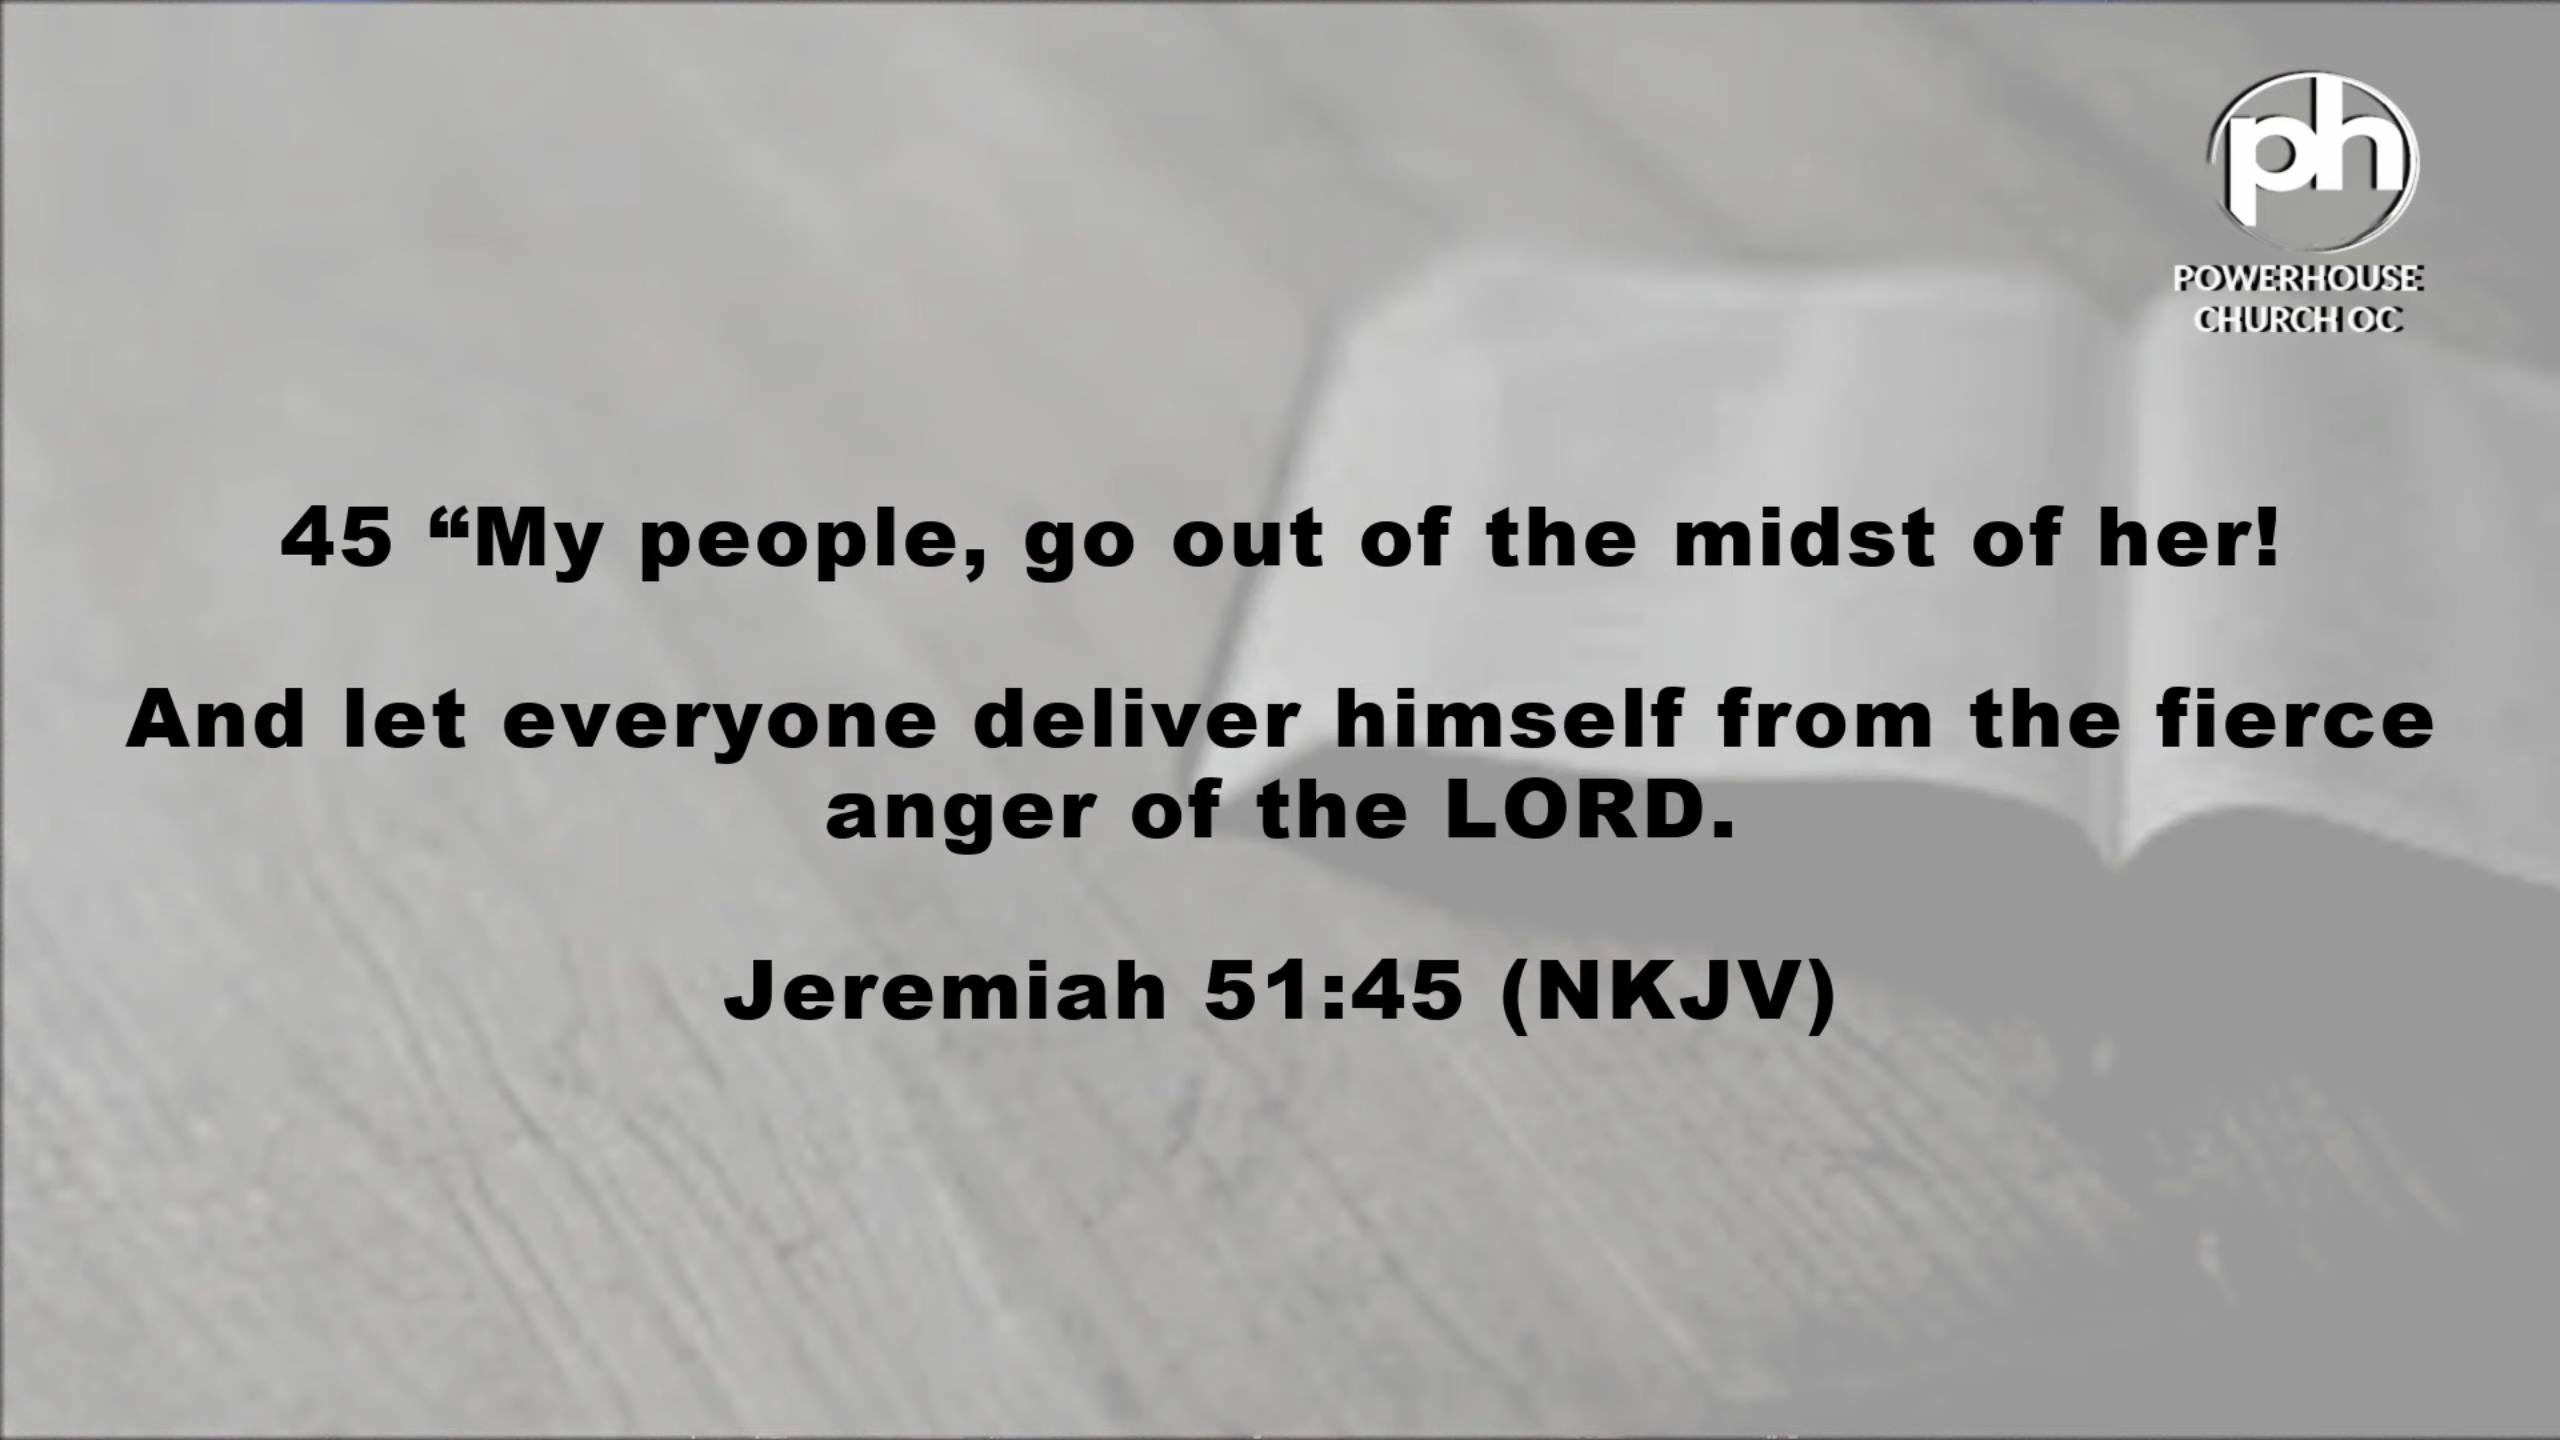 ph
POWERHOUSE
CHURCH OC
45 “My people, go out of the midst of her!
And let everyone deliver himself from the fierce
anger of the LORD.
Jeremiah 51:45 (NKJV)